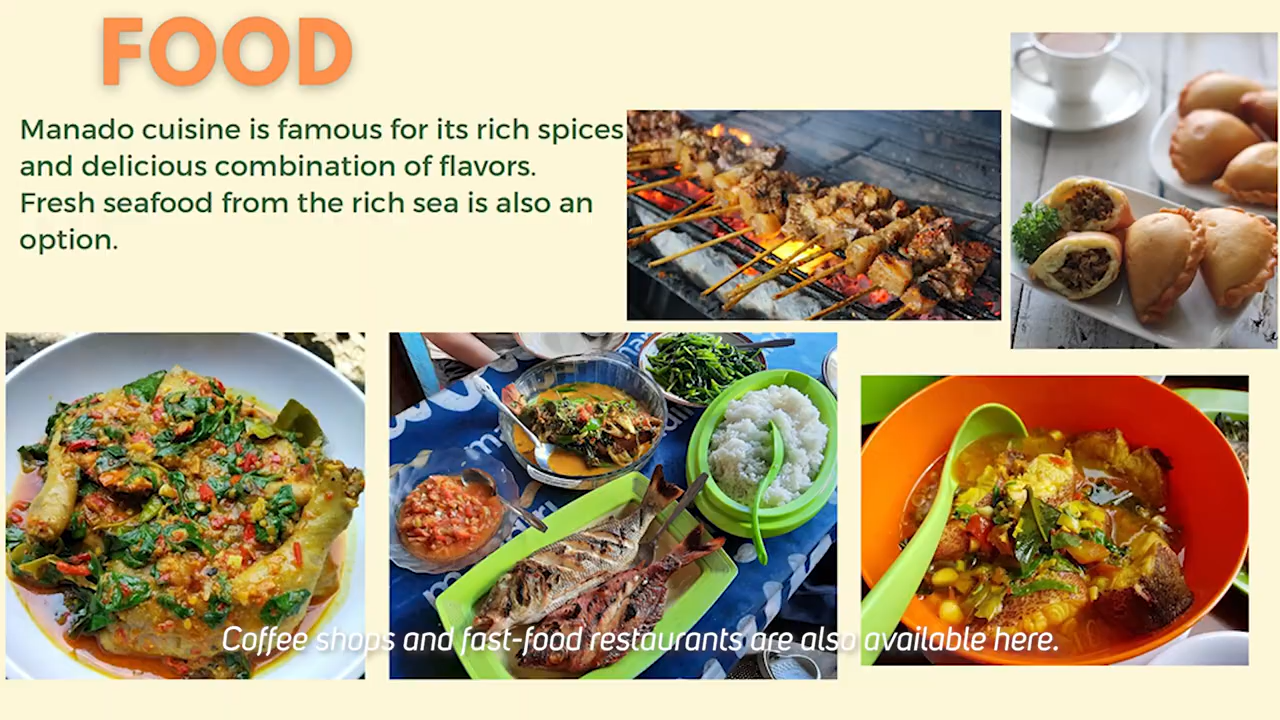 FOOD
Manado cuisine is famous for its rich spices
and delicious combination of flavors.
Fresh seafood from the rich sea is also an
option.
Coffee shops and fast-food restaurants are also available here.